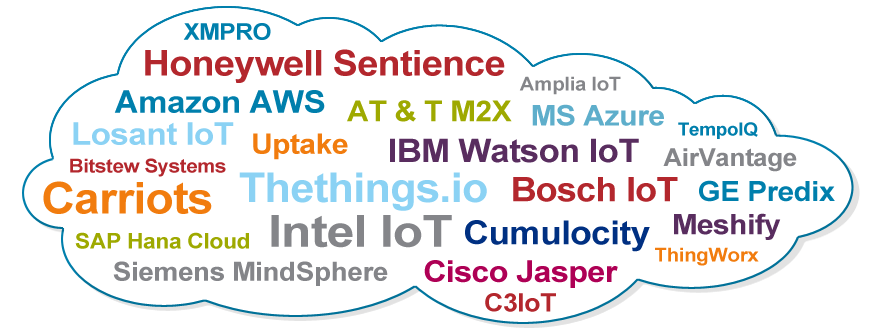 XMPRO
Honeywell Sentience
Amplia IoT
Amazon AWS
AT & T M2X
MS Azure
Losant IoT
Uptake
IBM Watson IoT
TempoIQ
AirVantage
Bitstew Systems
Carriots
Thethings.io
Bosch IoT
GE Predix
SAP Hana Cloud
Intel IoT
Cumulocity
Meshify
ThingWorx
Siemens MindSphere
Cisco Jasper
C3IoT